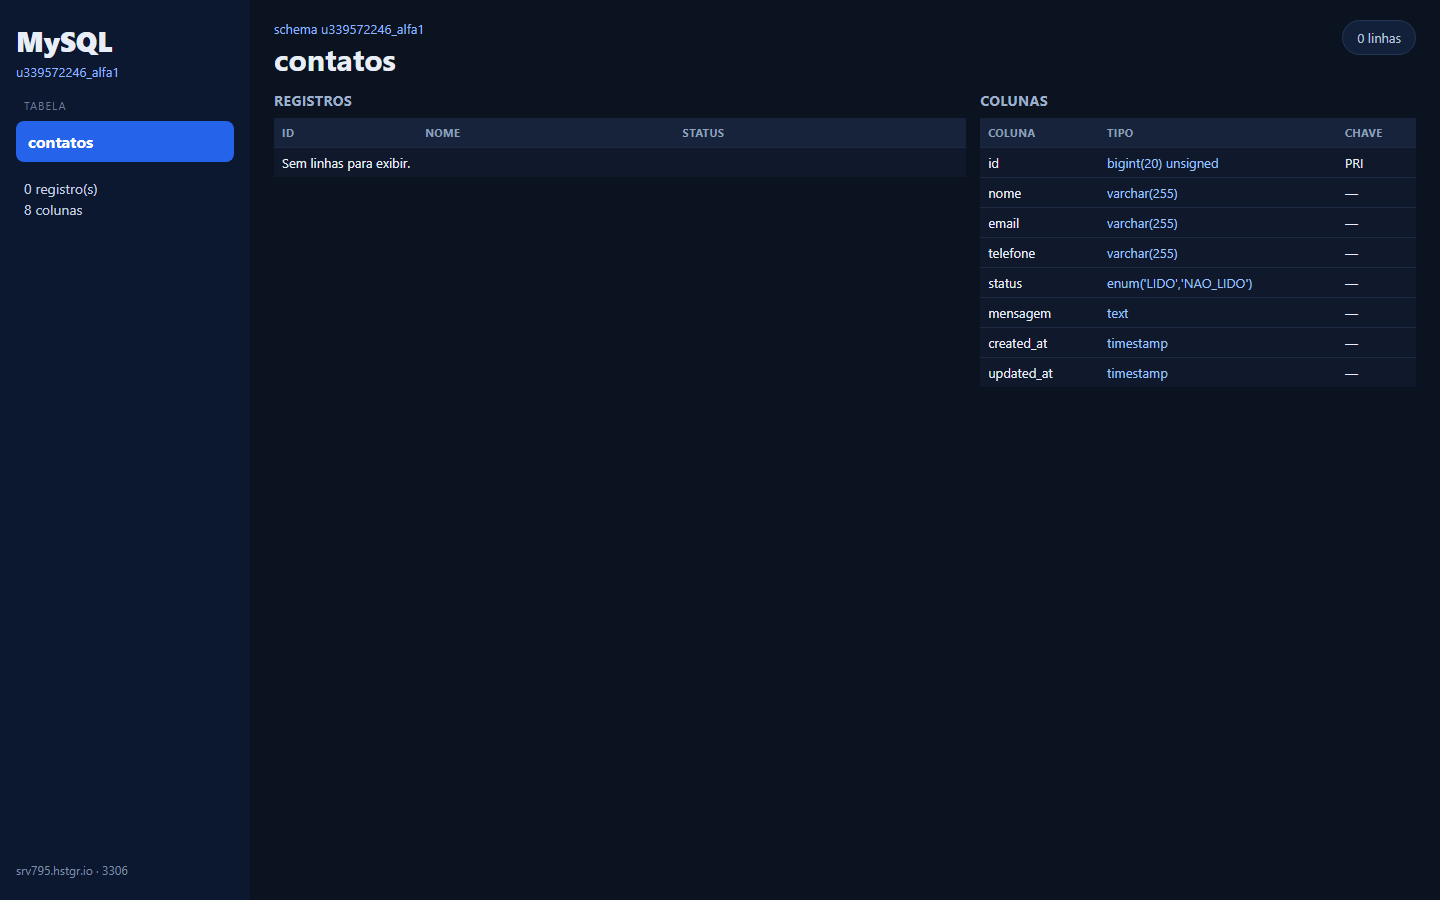 MySQL
u339572246_alfa1
TABELA
contatos
0 registro(s)
8 colunas
srv795.hstgr.io · 3306
schema u339572246_alfa1
contatos
0 linhas
REGISTROS
ID NOME STATUS
Sem linhas para exibir.
COLUNAS
COLUNA TIPO CHAVE
id bigint(20) unsigned PRI
nome varchar(255) —
email varchar(255) —
telefone varchar(255) —
status enum('LIDO','NAO_LIDO') —
mensagem text —
created_at timestamp —
updated_at timestamp —